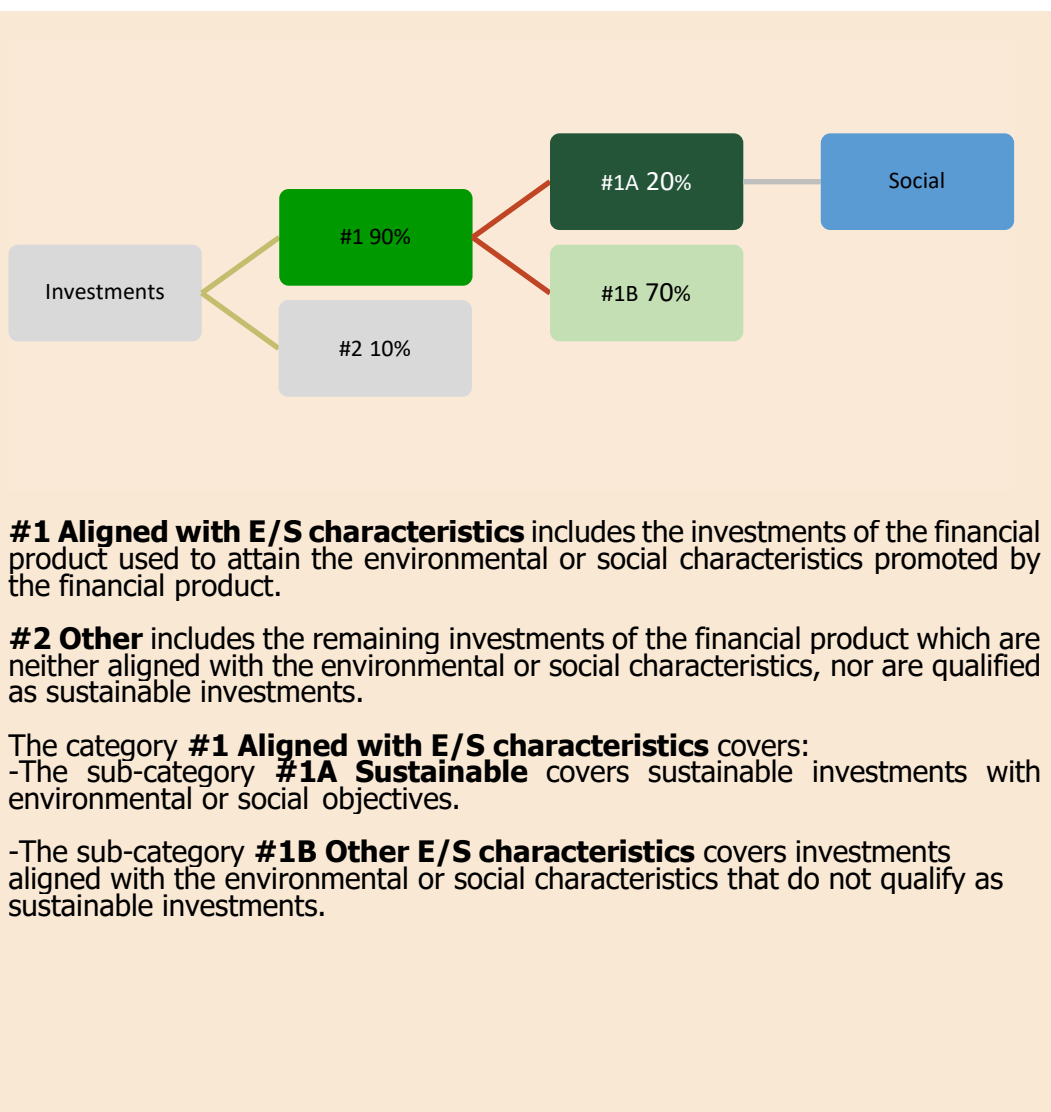 #1A 20%
Social
#1 90%
Investments
#1B 70%
#2 10%
#1 Aligned with E/S characteristics includes the investments of the financial
product used to attain the environmental or social characteristics promoted by
the financial product.
#2 Other includes the remaining investments of the financial product which are
neither aligned with the environmental or social characteristics, nor are qualified
as sustainable investments.
The category #1 Aligned with E/S characteristics covers:
-The sub-category #1A Sustainable covers sustainable investments with
environmental or social objectives.
-The sub-category #1B Other E/S characteristics covers investments
aligned with the environmental or social characteristics that do not qualify as
sustainable investments.